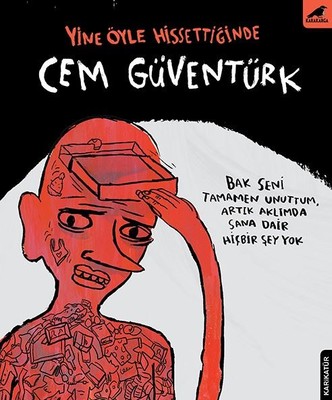 YİNE ÖYLE HİSSETTİĞİNDE
KARAKARGA
CEM GÜVENTÜRK
BAK SENİ
TAMAMEN UNUTTUM,
ARTIK AKLIMDA
SANA DAİR
HİÇBİR ŞEY YOK
KARİKATÜR